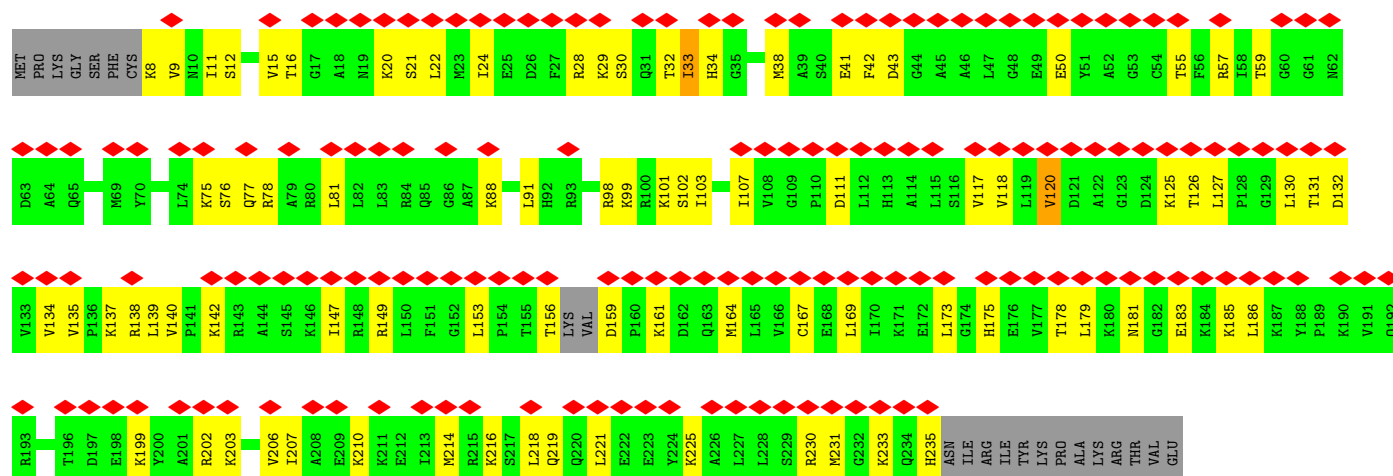 MET PRO LYS GLY SER PHE CYS K8 V9 N10 I11 S12 V15 T16 G17 A18 N19 K20 S21 L22 M23 I24 E25 D26 F27 R28 K29 S30 Q31 T32 I33 H34 G35 M38 A39 S40 E41 F42 D43 G44 A45 A46 L47 G48 E49 E50 Y51 A52 G53 C54 T55 F56 R57 I58 T59 G60 G61 N62
D63 A64 Q65 M69 Y70 L74 K75 S76 Q77 R78 A79 R80 L81 L82 L83 R84 Q85 G86 A87 K88 L91 H92 R93 R98 K99 R100 K101 S102 I103 I107 V108 G109 P110 D111 L112 H113 A114 L115 S116 V117 V118 L119 V120 D121 A122 G123 D124 K125 T126 L127 P128 G129 L130 T131 D132
V133 V134 V135 P136 K137 R138 L139 V140 P141 K142 R143 A144 S145 K146 I147 R148 R149 L150 F151 G152 L153 P154 T155 T156 LYS VAL D159 P160 K161 D162 Q163 M164 L165 V166 C167 E168 L169 I170 K171 E172 L173 G174 H175 E176 V177 T178 L179 K180 N181 G182 E183 K184 K185 L186 K187 Y188 P189 K190 V191 Q192
R193 T196 D197 E198 K199 Y200 A201 R202 K203 V206 I207 A208 E209 K210 K211 E212 I213 M214 R215 K216 S217 L218 Q219 Q220 L221 E222 E223 Y224 K225 A226 L227 L228 S229 R230 M231 G232 K233 Q234 H235 ASN ILE ARG ILE TYR LYS PRO ALA LYS ARG THR VAL GLU